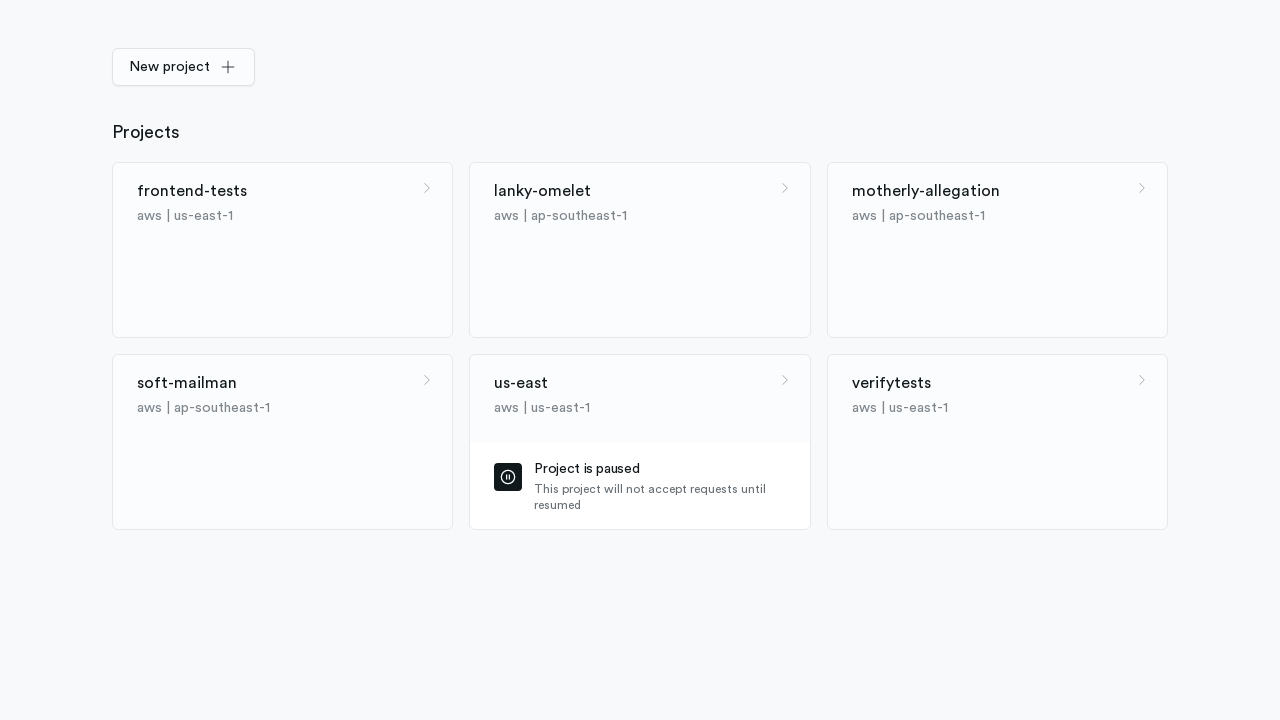 New project
Projects
frontend-tests
aws | us-east-1
lanky-omelet
aws | ap-southeast-1
motherly-allegation
aws | ap-southeast-1
soft-mailman
aws | ap-southeast-1
us-east
aws | us-east-1
Project is paused
This project will not accept requests until
resumed
verifytests
aws | us-east-1